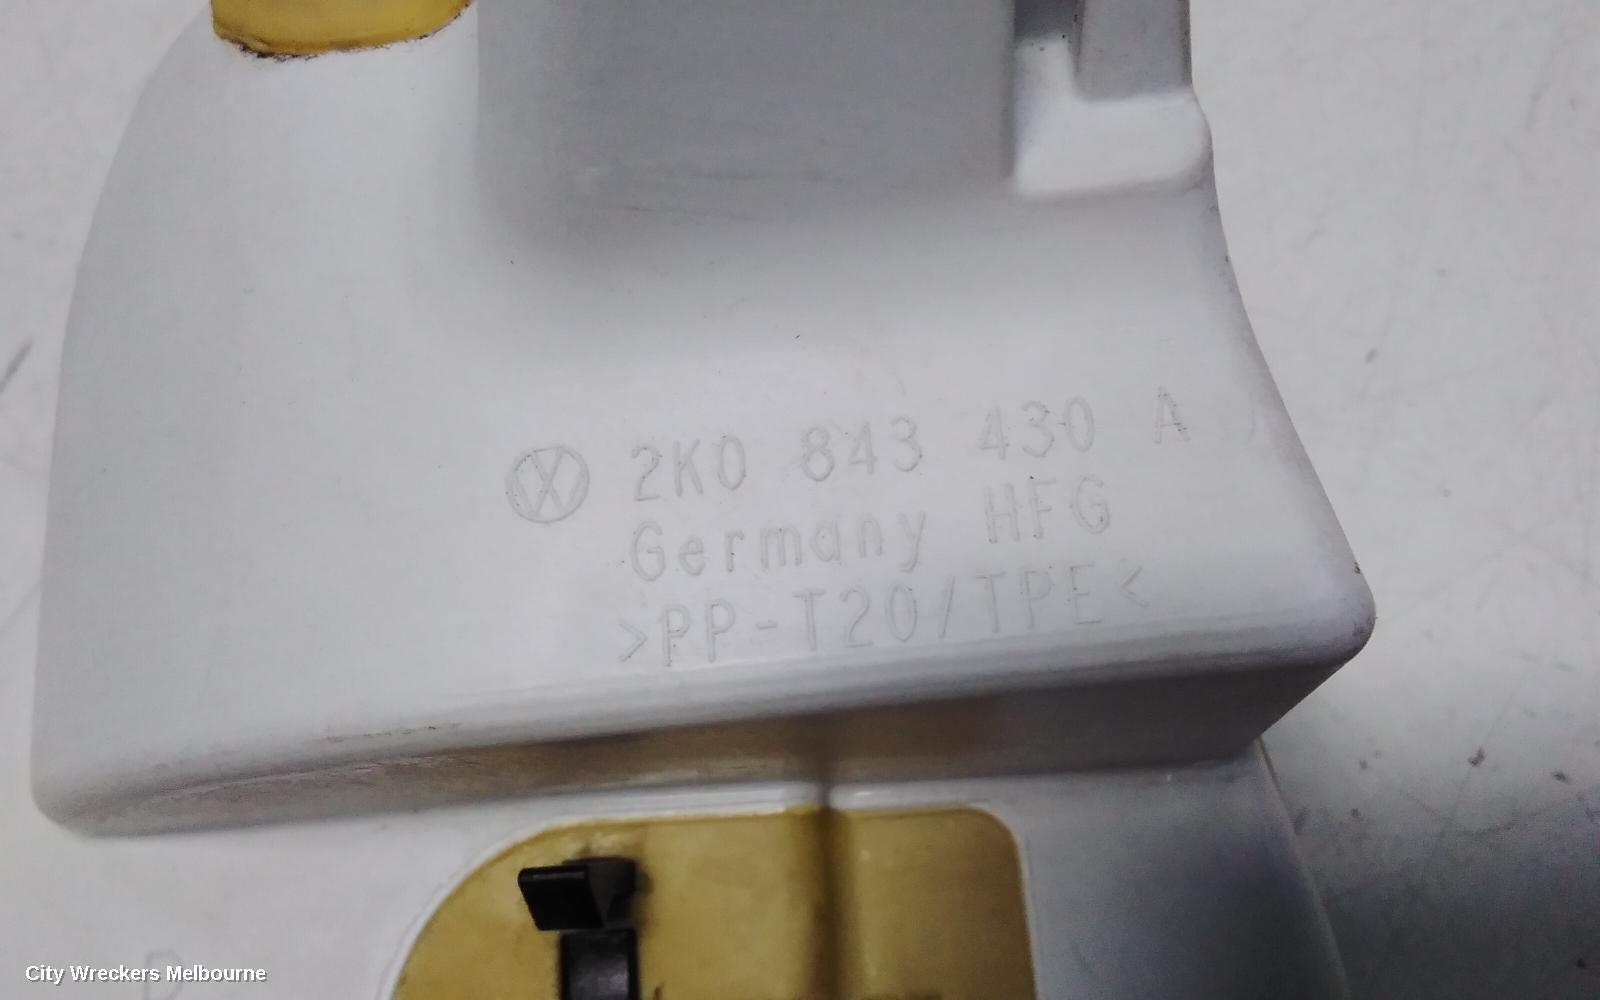 2K0 843 430 A
Germany HFG
>PP-T20/TPE<
City Wreckers Melbourne